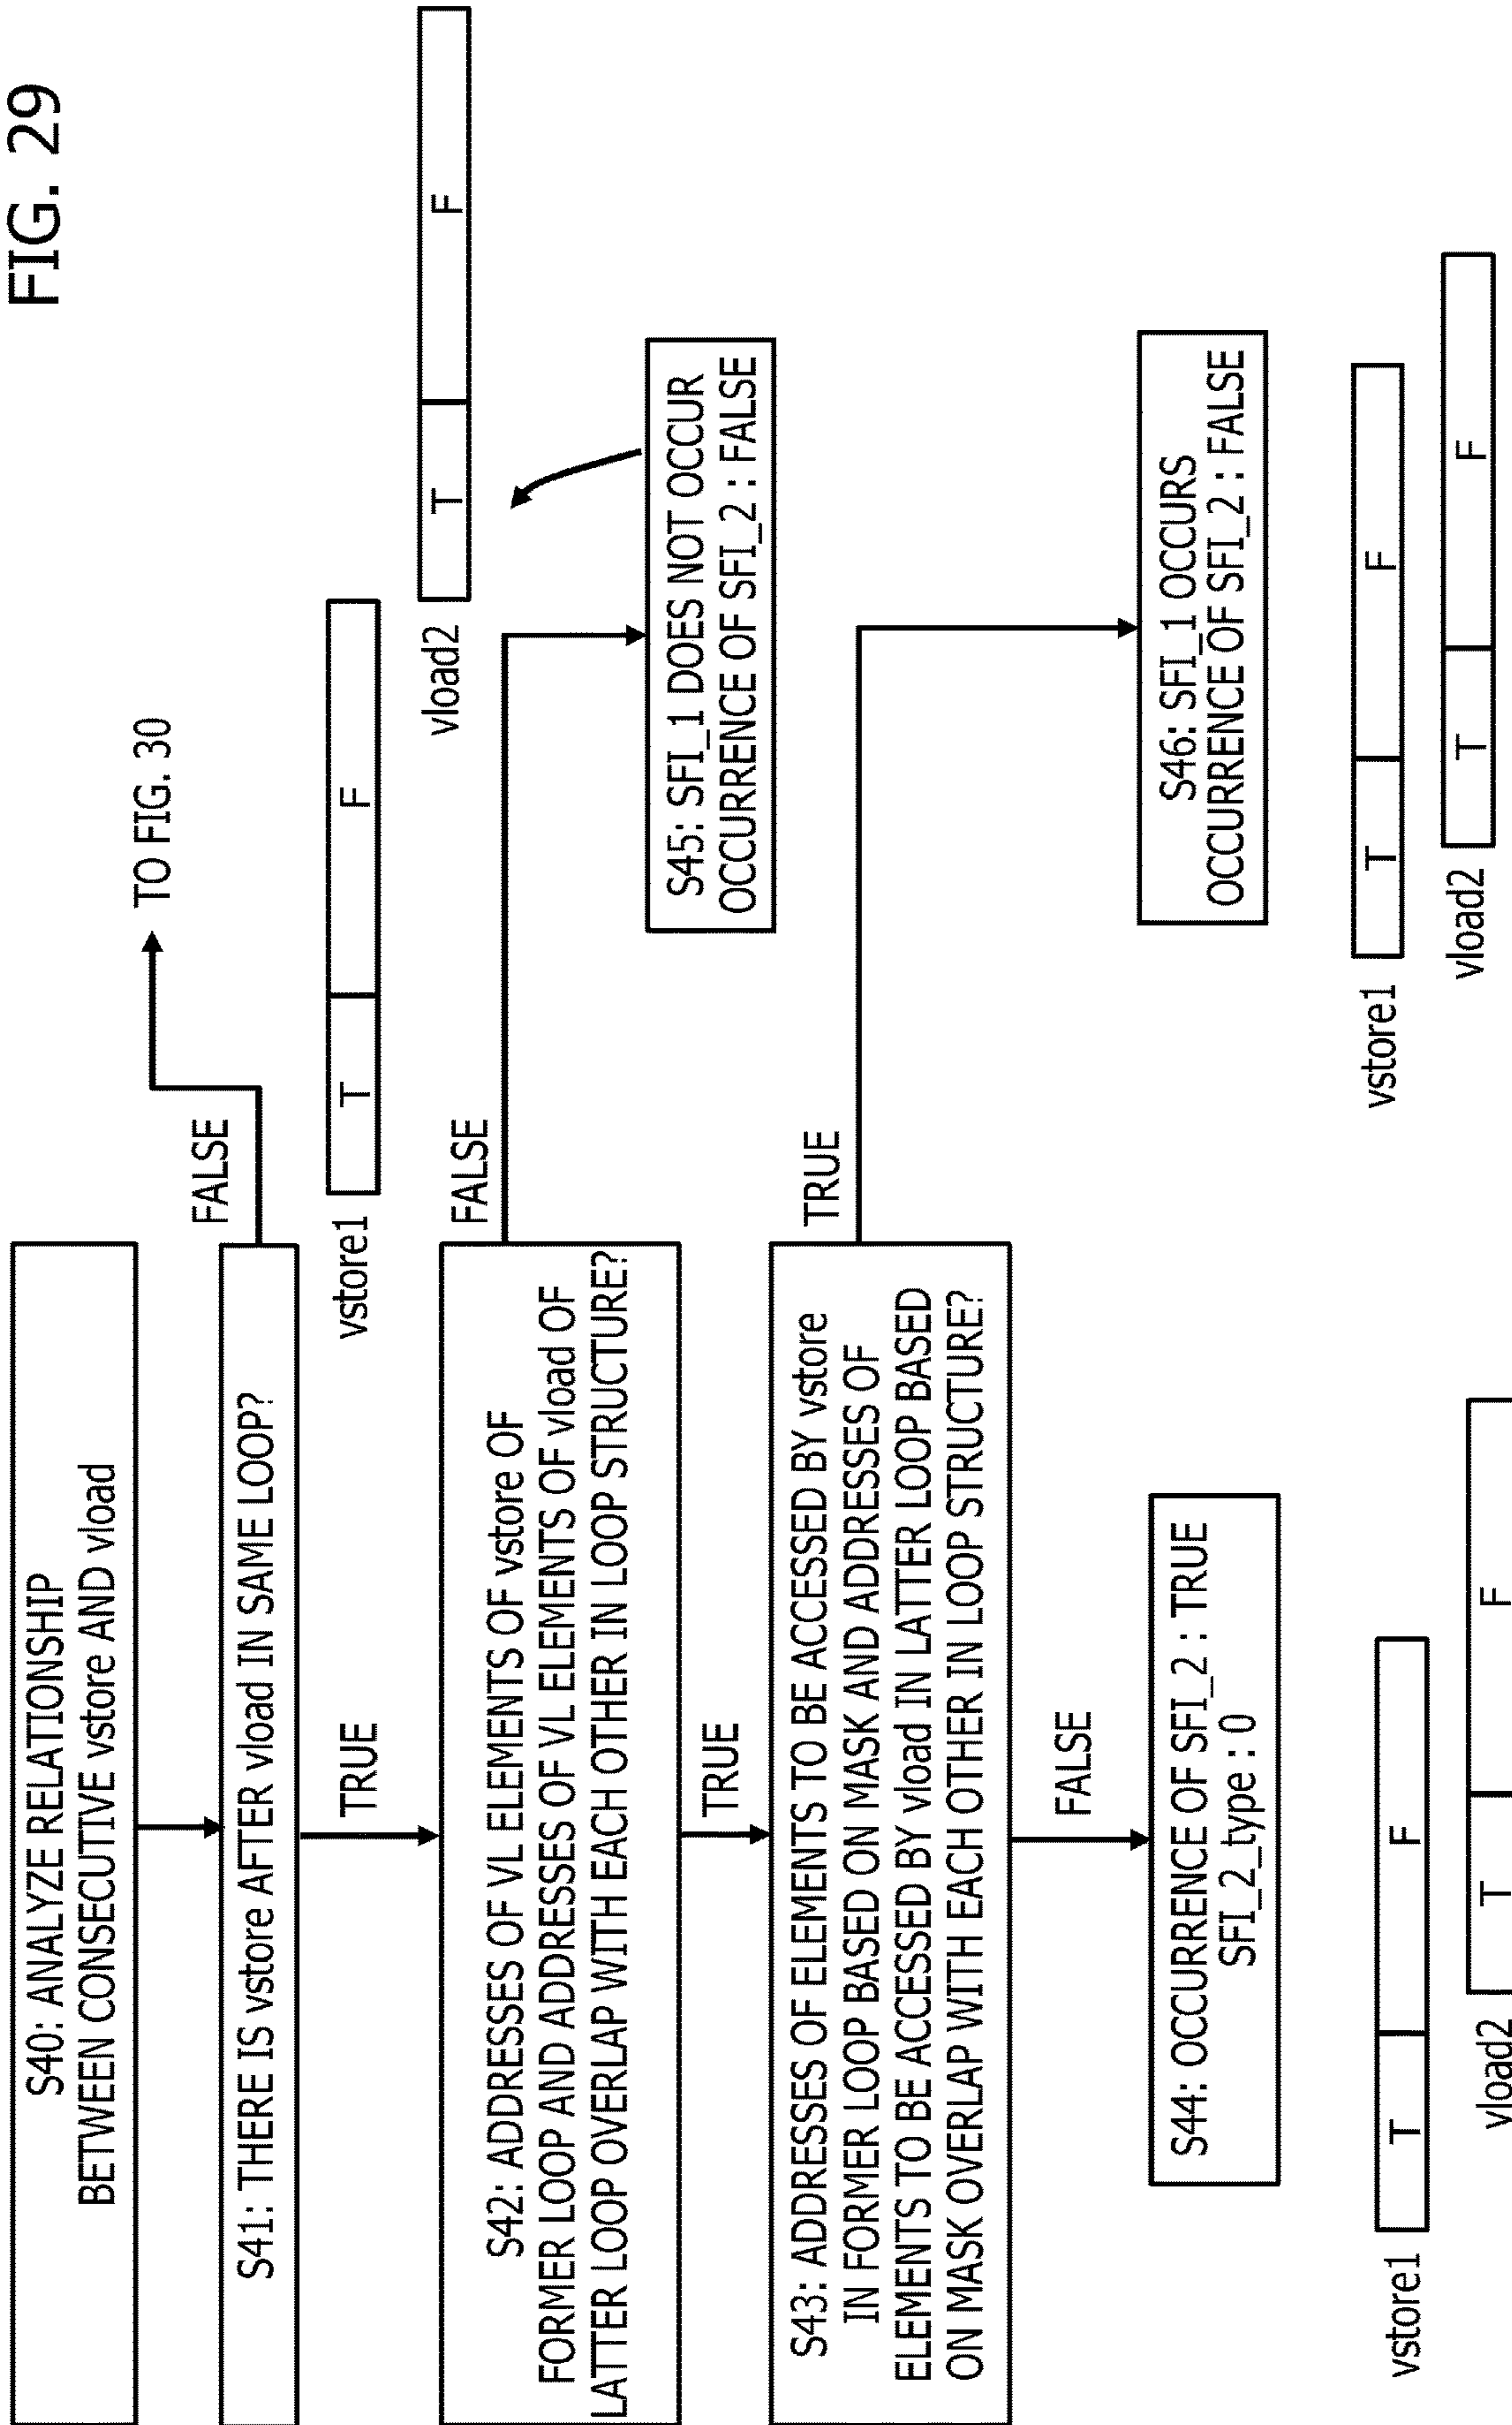 FIG. 29
S40: ANALYZE RELATIONSHIP
BETWEEN CONSECUTIVE vstore AND vload
TO FIG. 30
FALSE
S41: THERE IS vstore AFTER vload IN SAME LOOP?
TRUE
vstore1
T
F
vload2
T
F
S42: ADDRESSES OF VL ELEMENTS OF vstore OF
FORMER LOOP AND ADDRESSES OF VL ELEMENTS OF vload OF
LATTER LOOP OVERLAP WITH EACH OTHER IN LOOP STRUCTURE?
FALSE
S45: SFI_1 DOES NOT OCCUR
OCCURRENCE OF SFI_2 : FALSE
TRUE
S43: ADDRESSES OF ELEMENTS TO BE ACCESSED BY vstore
IN FORMER LOOP BASED ON MASK AND ADDRESSES OF
ELEMENTS TO BE ACCESSED BY vload IN LATTER LOOP BASED
ON MASK OVERLAP WITH EACH OTHER IN LOOP STRUCTURE?
TRUE
S46: SFI_1 OCCURS
OCCURRENCE OF SFI_2 : FALSE
vstore1
T
F
vload2
T
F
FALSE
S44: OCCURRENCE OF SFI_2 : TRUE
SFI_2_type : 0
vstore1
T
F
vload2
T
F